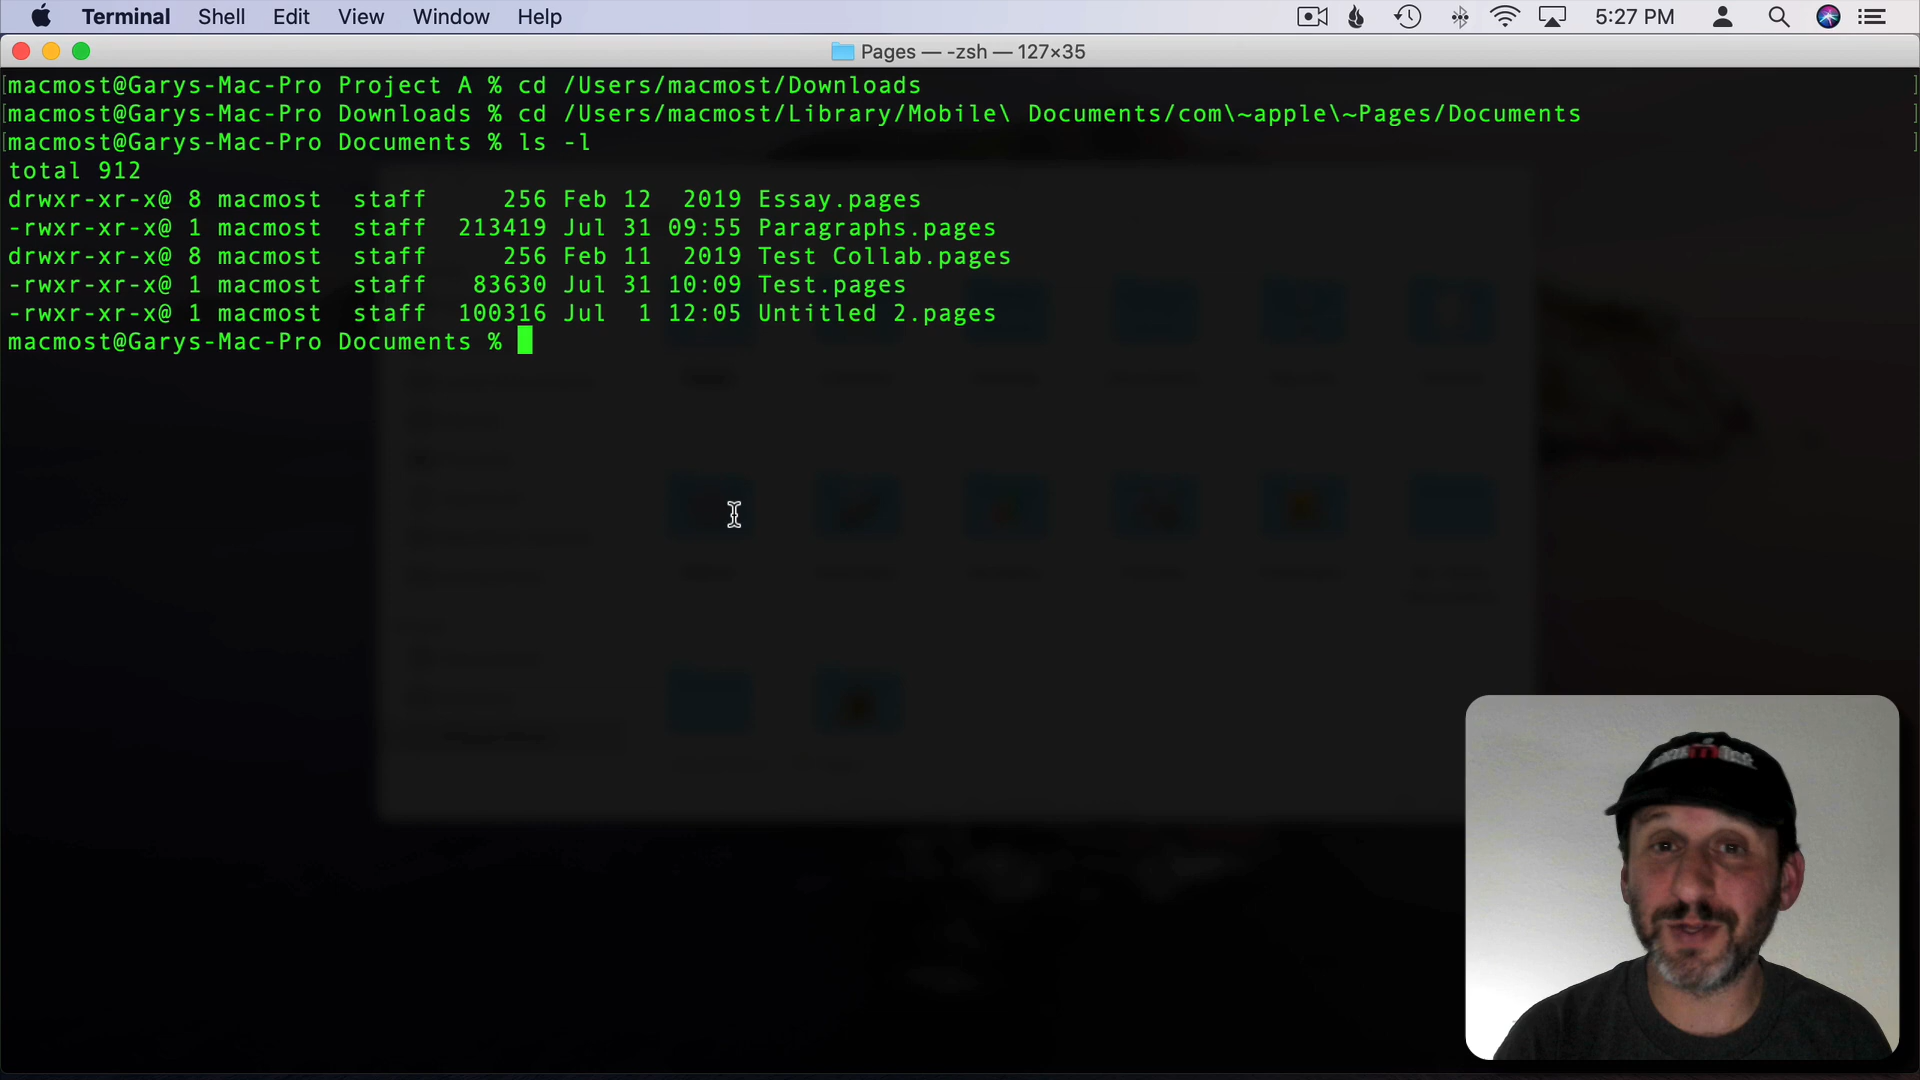 Terminal Shell Edit View Window Help 5:27 PM
Pages — -zsh — 127×35
macmost@Garys-Mac-Pro Project A % cd /Users/macmost/Downloads
macmost@Garys-Mac-Pro Downloads % cd /Users/macmost/Library/Mobile\ Documents/com\~apple\~Pages/Documents
macmost@Garys-Mac-Pro Documents % ls -l
total 912
drwxr-xr-x@ 8 macmost staff 256 Feb 12 2019 Essay.pages
-rwxr-xr-x@ 1 macmost staff 213419 Jul 31 09:55 Paragraphs.pages
drwxr-xr-x@ 8 macmost staff 256 Feb 11 2019 Test Collab.pages
-rwxr-xr-x@ 1 macmost staff 83630 Jul 31 10:09 Test.pages
-rwxr-xr-x@ 1 macmost staff 100316 Jul 1 12:05 Untitled 2.pages
macmost@Garys-Mac-Pro Documents %